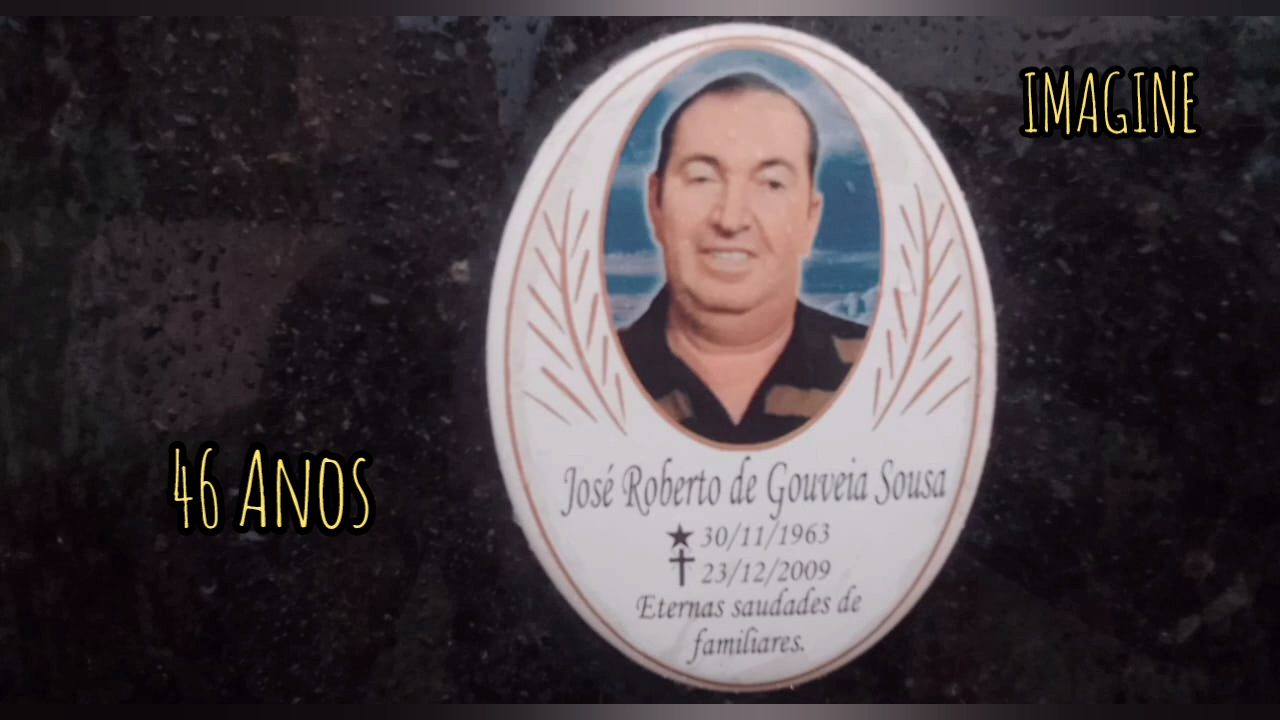 IMAGINE
46 Anos
José Roberto de Gouveia Sousa
★ 30/11/1963
✝ 23/12/2009
Eternas saudades de
familiares.